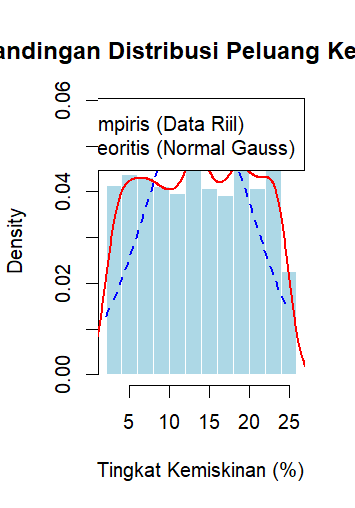 andingan Distribusi Peluang Ke
mpiris (Data Riil)
eoritis (Normal Gauss)
Density
0.06
0.04
0.02
0.00
5 10 15 20 25
Tingkat Kemiskinan (%)